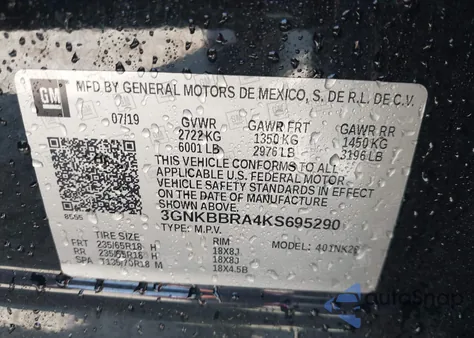 GM
MFD BY GENERAL MOTORS DE MEXICO, S. DE R.L. DE C.V.
07/19 GVWR GAWR FRT GAWR RR
2722 KG 1350 KG 1450 KG
6001 LB 2976 LB 3196 LB
THIS VEHICLE CONFORMS TO ALL
APPLICABLE U.S. FEDERAL MOTOR
VEHICLE SAFETY STANDARDS IN
EFFECT ON THE DATE OF
MANUFACTURE SHOWN ABOVE.
3GNKBBRA4KS695290
TYPE: M.P.V. MODEL: 401NK26
TIRE SIZE RIM
FRT 235/65R18 H 18X8J
RR 235/65R18 H 18X8J
SPA T135/70R18 M 18X4.5B
autoSnap